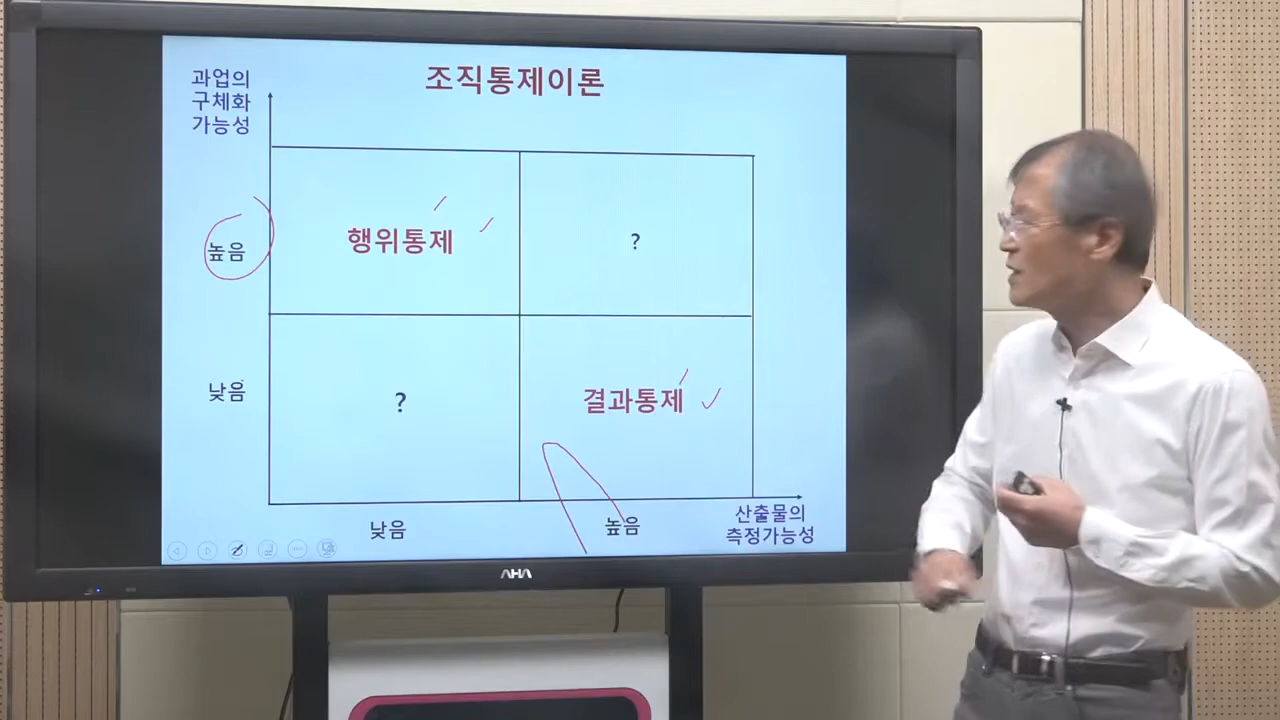 조직통제이론
과업의
구체화
가능성
높음
행위통제
?
낮음
?
결과통제
낮음
높음
산출물의
측정가능성
AHA